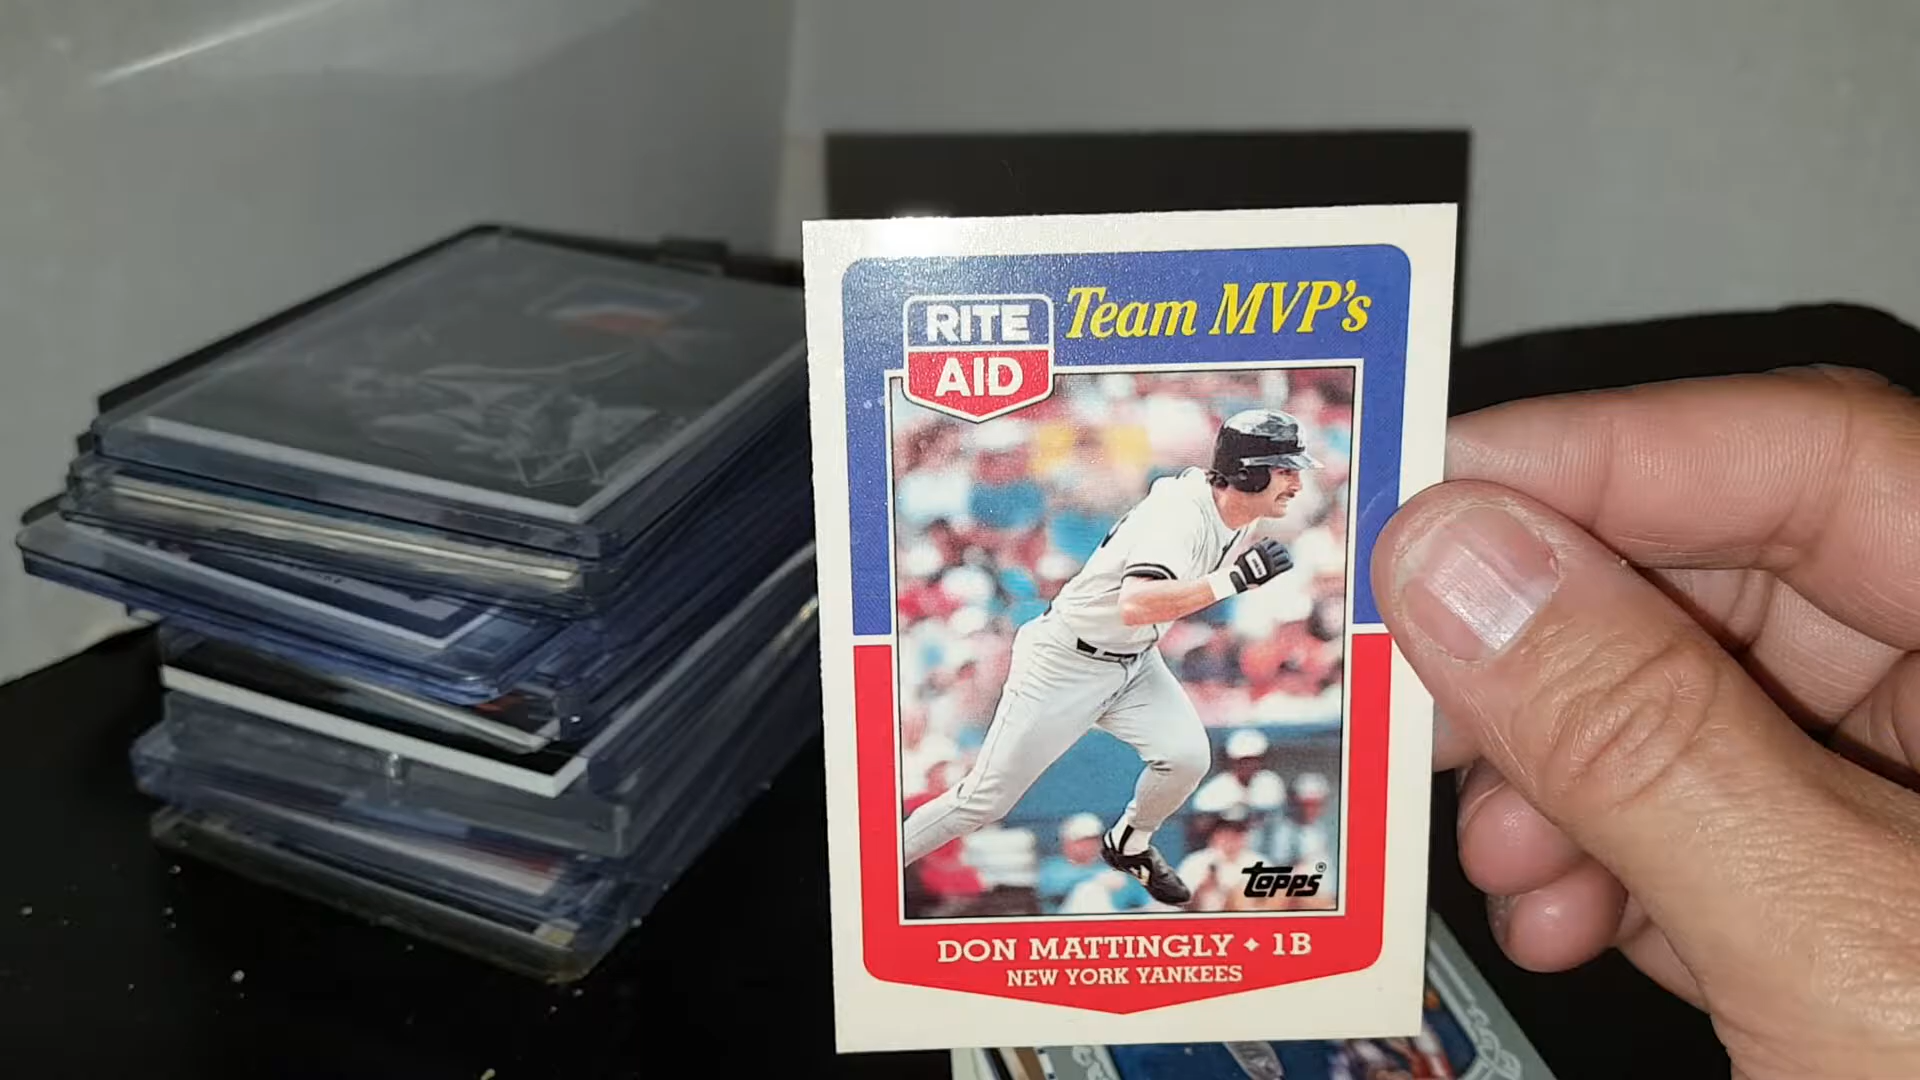 RITE
AID
Team MVP's
topps®
DON MATTINGLY ✦ 1B
NEW YORK YANKEES